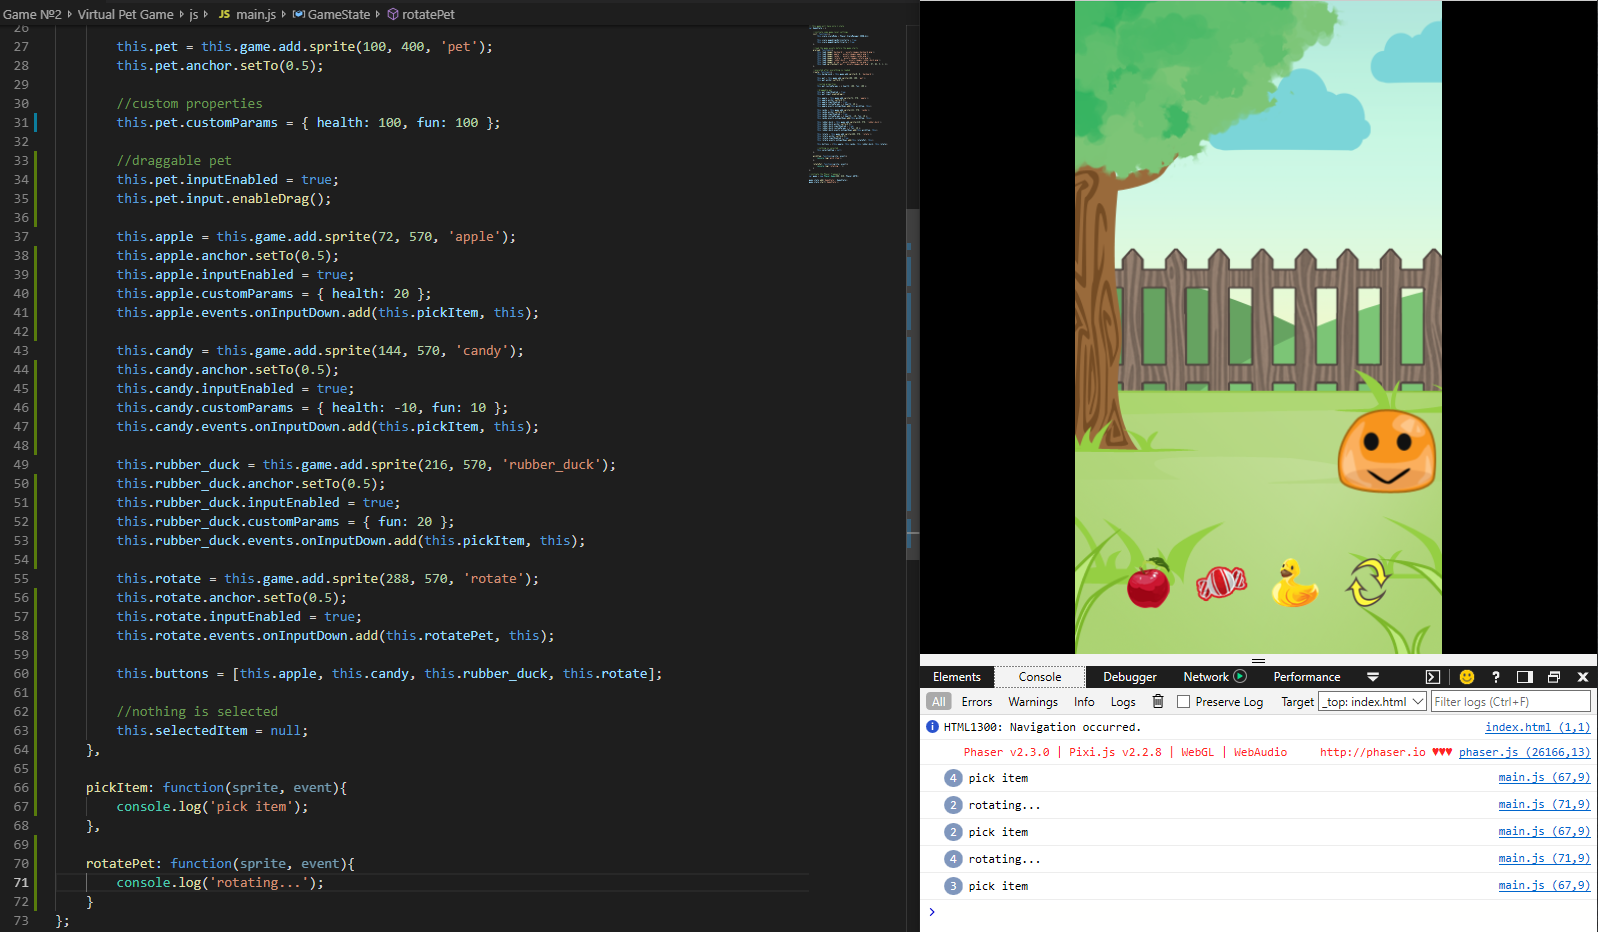 Game №2 › Virtual Pet Game › js › JS main.js › GameState › rotatePet
26
27 this.pet = this.game.add.sprite(100, 400, 'pet');
28 this.pet.anchor.setTo(0.5);
29
30 //custom properties
31 this.pet.customParams = { health: 100, fun: 100 };
32
33 //draggable pet
34 this.pet.inputEnabled = true;
35 this.pet.input.enableDrag();
36
37 this.apple = this.game.add.sprite(72, 570, 'apple');
38 this.apple.anchor.setTo(0.5);
39 this.apple.inputEnabled = true;
40 this.apple.customParams = { health: 20 };
41 this.apple.events.onInputDown.add(this.pickItem, this);
42
43 this.candy = this.game.add.sprite(144, 570, 'candy');
44 this.candy.anchor.setTo(0.5);
45 this.candy.inputEnabled = true;
46 this.candy.customParams = { health: -10, fun: 10 };
47 this.candy.events.onInputDown.add(this.pickItem, this);
48
49 this.rubber_duck = this.game.add.sprite(216, 570, 'rubber_duck');
50 this.rubber_duck.anchor.setTo(0.5);
51 this.rubber_duck.inputEnabled = true;
52 this.rubber_duck.customParams = { fun: 20 };
53 this.rubber_duck.events.onInputDown.add(this.pickItem, this);
54
55 this.rotate = this.game.add.sprite(288, 570, 'rotate');
56 this.rotate.anchor.setTo(0.5);
57 this.rotate.inputEnabled = true;
58 this.rotate.events.onInputDown.add(this.rotatePet, this);
59
60 this.buttons = [this.apple, this.candy, this.rubber_duck, this.rotate];
61
62 //nothing is selected
63 this.selectedItem = null;
64 },
65
66 pickItem: function(sprite, event){
67 console.log('pick item');
68 },
69
70 rotatePet: function(sprite, event){
71 console.log('rotating...');
72 }
73 };
Elements Console Debugger Network Performance
All Errors Warnings Info Logs Preserve Log Target _top: index.html Filter logs (Ctrl+F)
HTML1300: Navigation occurred. index.html (1,1)
Phaser v2.3.0 | Pixi.js v2.2.8 | WebGL | WebAudio http://phaser.io ♥♥♥ phaser.js (26166,13)
4 pick item main.js (67,9)
2 rotating... main.js (71,9)
2 pick item main.js (67,9)
4 rotating... main.js (71,9)
3 pick item main.js (67,9)